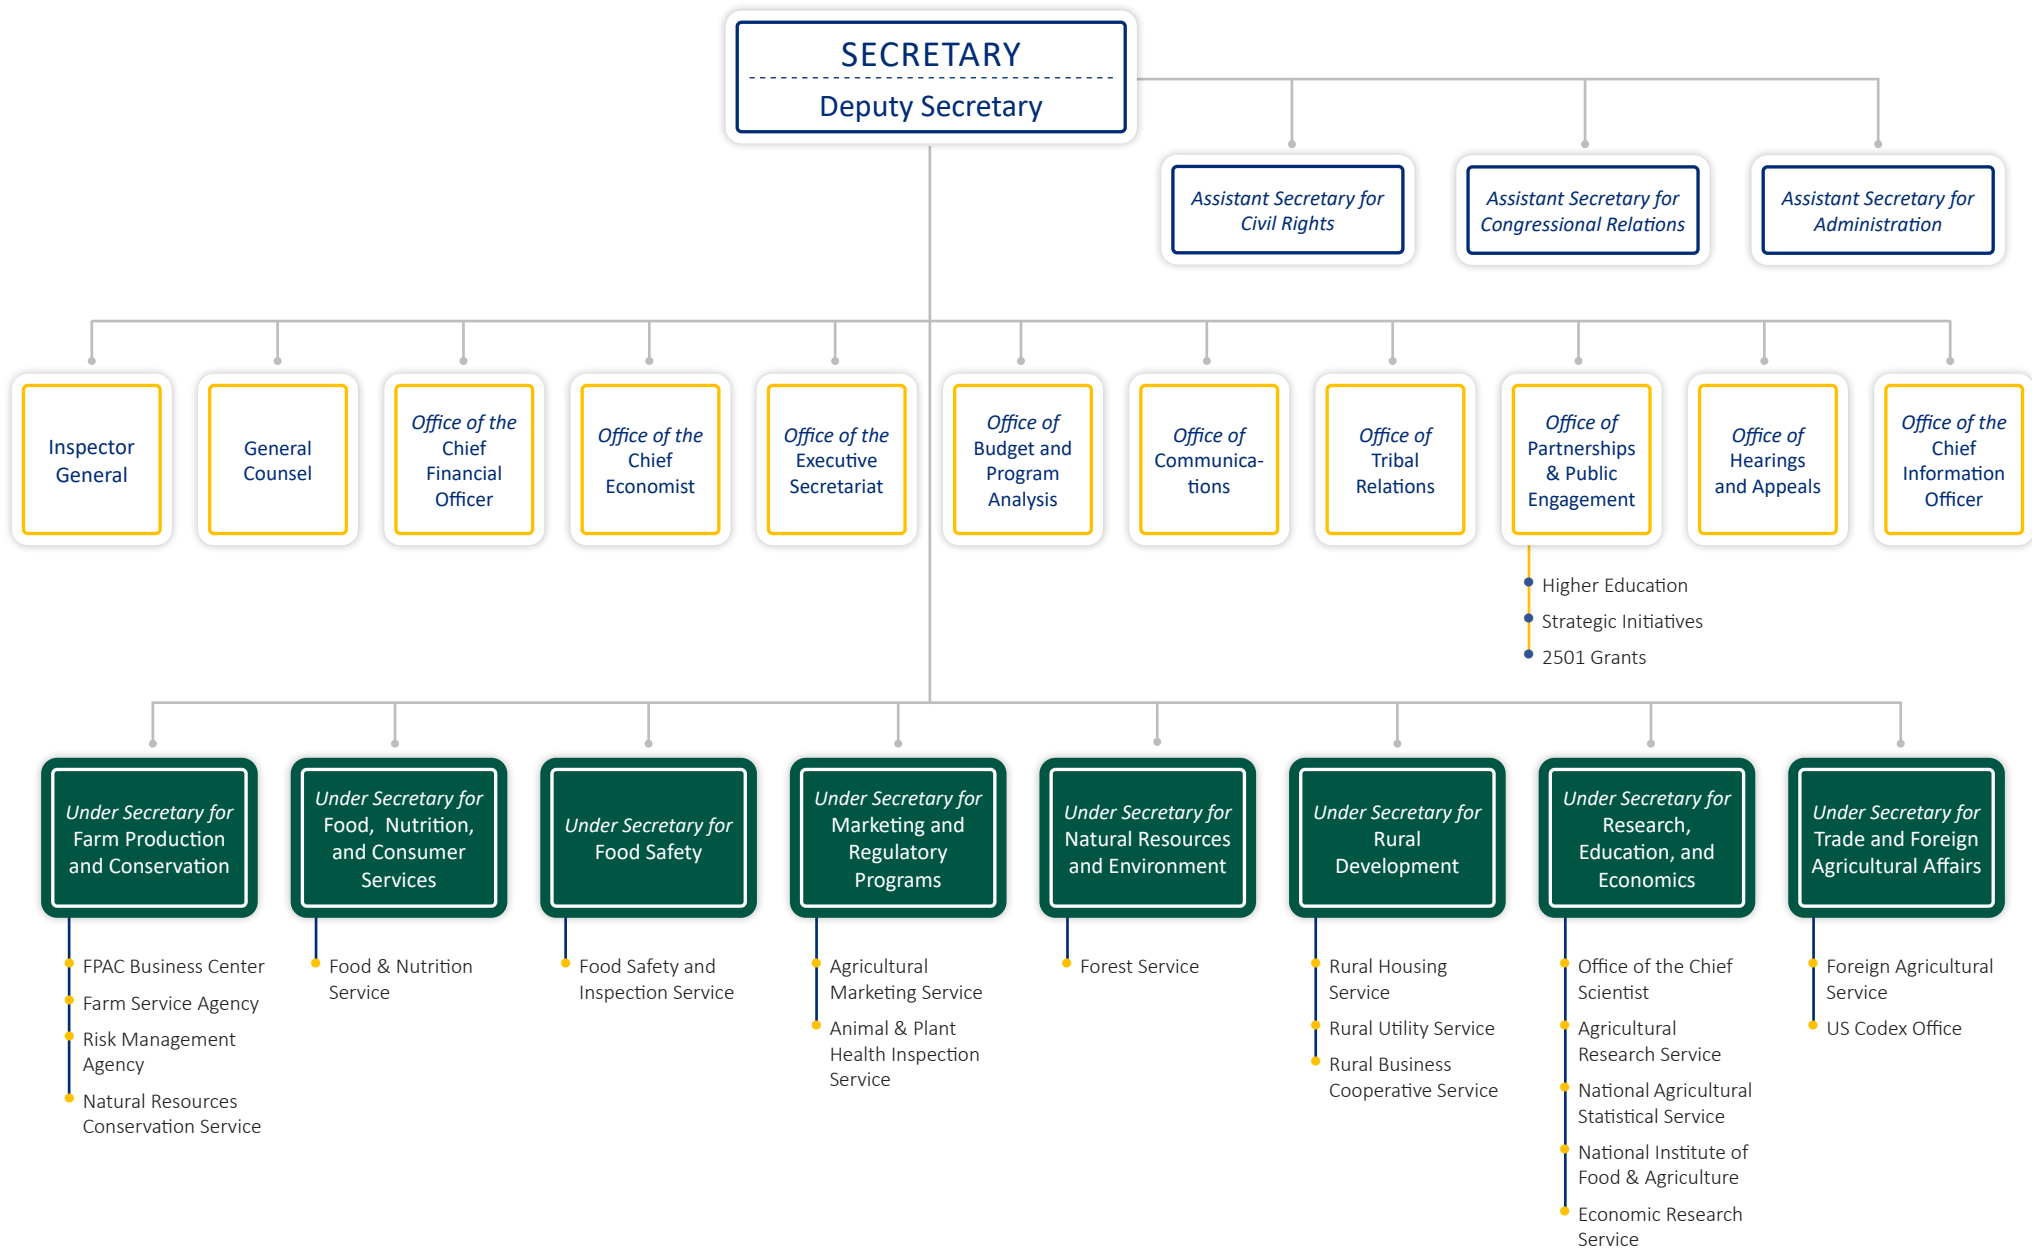 SECRETARY
Deputy Secretary
Assistant Secretary for
Civil Rights
Assistant Secretary for
Congressional Relations
Assistant Secretary for
Administration
Inspector
General
General
Counsel
Office of the
Chief
Financial
Officer
Office of the
Chief
Economist
Office of the
Executive
Secretariat
Office of
Budget and
Program
Analysis
Office of
Communica-
tions
Office of
Tribal
Relations
Office of
Partnerships
& Public
Engagement
Office of
Hearings
and Appeals
Office of the
Chief
Information
Officer
Higher Education
Strategic Initiatives
2501 Grants
Under Secretary for
Farm Production
and Conservation
FPAC Business Center
Farm Service Agency
Risk Management
Agency
Natural Resources
Conservation Service
Under Secretary for
Food, Nutrition,
and Consumer
Services
Food & Nutrition
Service
Under Secretary for
Food Safety
Food Safety and
Inspection Service
Under Secretary for
Marketing and
Regulatory
Programs
Agricultural
Marketing Service
Animal & Plant
Health Inspection
Service
Under Secretary for
Natural Resources
and Environment
Forest Service
Under Secretary for
Rural
Development
Rural Housing
Service
Rural Utility Service
Rural Business
Cooperative Service
Under Secretary for
Research,
Education, and
Economics
Office of the Chief
Scientist
Agricultural
Research Service
National Agricultural
Statistical Service
National Institute of
Food & Agriculture
Economic Research
Service
Under Secretary for
Trade and Foreign
Agricultural Affairs
Foreign Agricultural
Service
US Codex Office